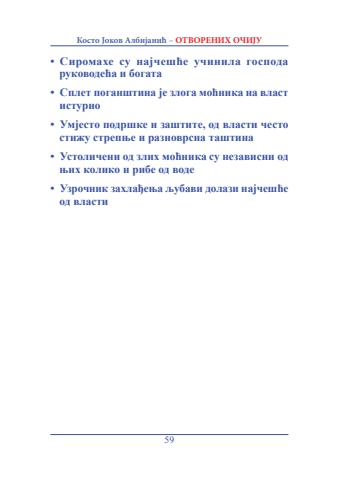 Косто Јоков Албијанић – ОТВОРЕНИХ ОЧИЈУ
• Сиромахе су најчешће учинила господа
руководећа и богата
• Сплет поганштина је злога моћника на власт
истурио
• Умјесто подршке и заштите, од власти често
стижу стрепње и разноврсна таштина
• Устоличени од злих моћника су независни од
њих колико и рибе од воде
• Узрочник захлађења љубави долази најчешће
од власти
59